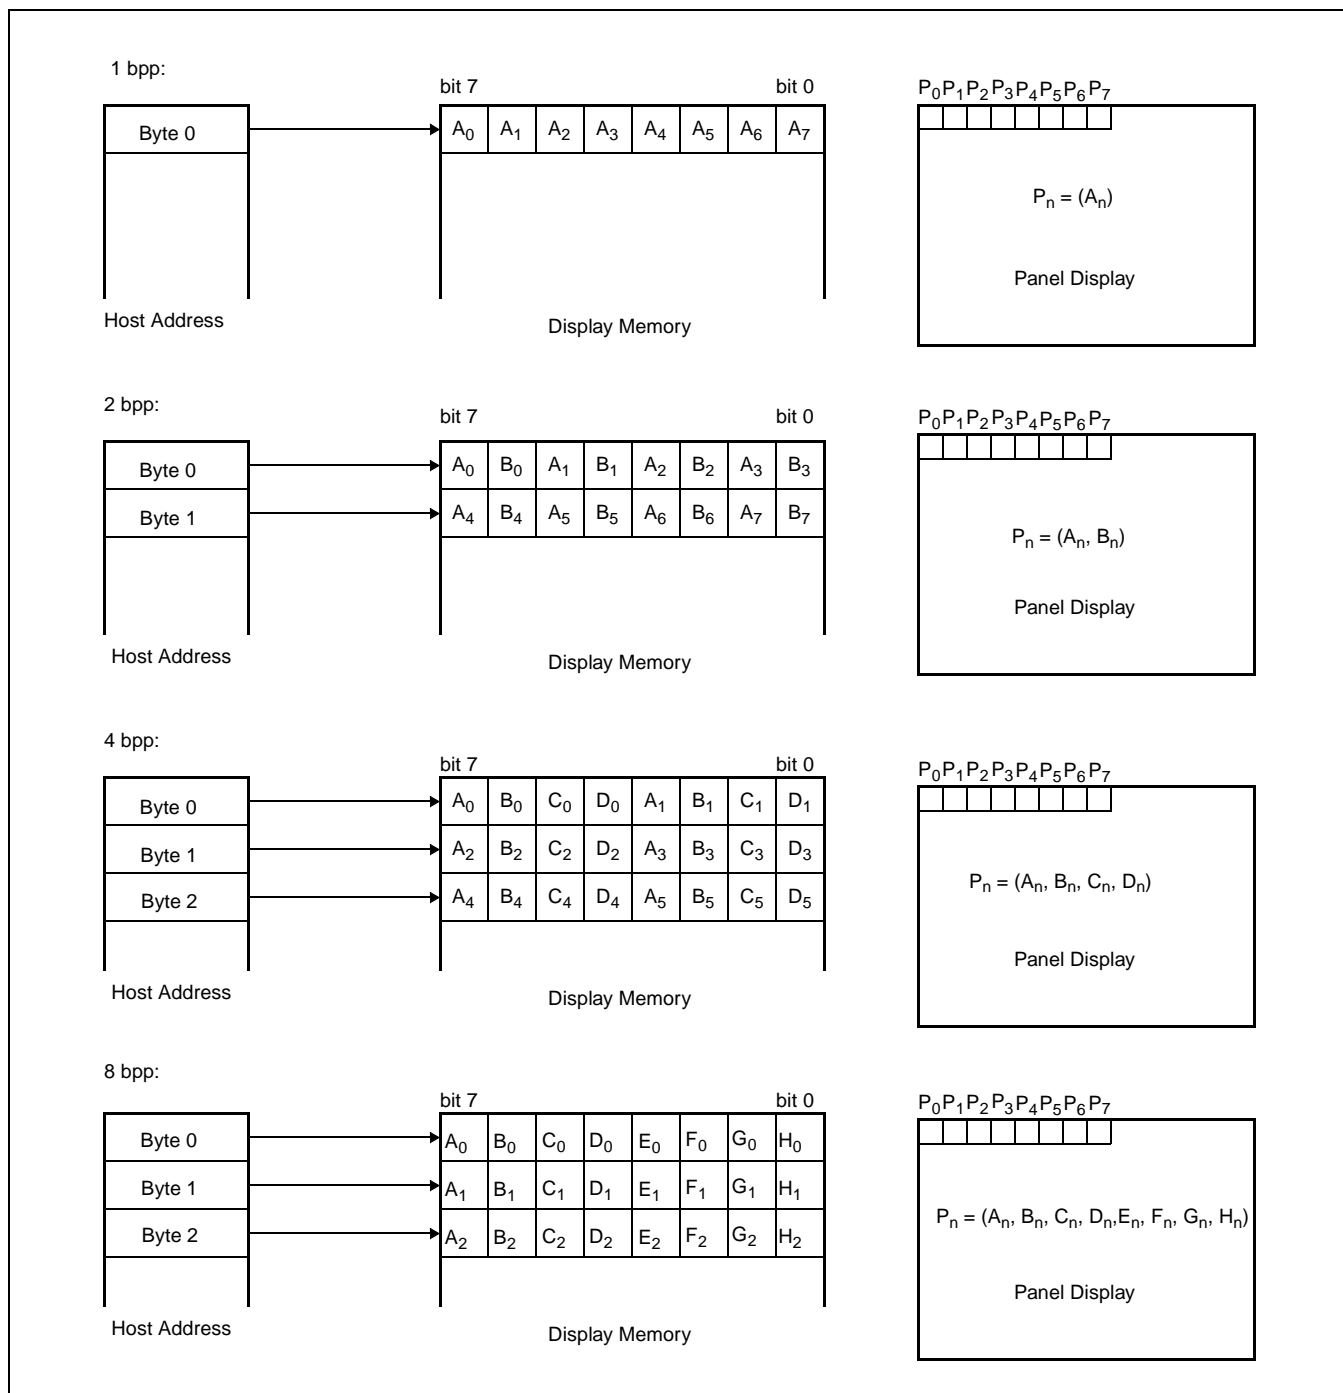 1 bpp:
bit 7 bit 0
P0P1P2P3P4P5P6P7
Byte 0
A0 A1 A2 A3 A4 A5 A6 A7
Pn = (An)
Panel Display
Host Address
Display Memory
2 bpp:
bit 7 bit 0
P0P1P2P3P4P5P6P7
Byte 0
A0 B0 A1 B1 A2 B2 A3 B3
Byte 1
A4 B4 A5 B5 A6 B6 A7 B7
Pn = (An, Bn)
Panel Display
Host Address
Display Memory
4 bpp:
bit 7 bit 0
P0P1P2P3P4P5P6P7
Byte 0
A0 B0 C0 D0 A1 B1 C1 D1
Byte 1
A2 B2 C2 D2 A3 B3 C3 D3
Byte 2
A4 B4 C4 D4 A5 B5 C5 D5
Pn = (An, Bn, Cn, Dn)
Panel Display
Host Address
Display Memory
8 bpp:
bit 7 bit 0
P0P1P2P3P4P5P6P7
Byte 0
A0 B0 C0 D0 E0 F0 G0 H0
Byte 1
A1 B1 C1 D1 E1 F1 G1 H1
Byte 2
A2 B2 C2 D2 E2 F2 G2 H2
Pn = (An, Bn, Cn, Dn,En, Fn, Gn, Hn)
Panel Display
Host Address
Display Memory